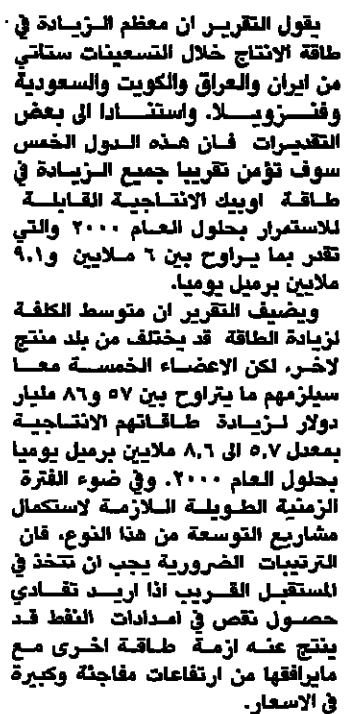 يقول التقرير ان معظم الزيادة في
طاقة الانتاج خلال التسعينات ستاتي
من ايران والعراق والكويت والسعودية
وفنزويلا. واستنادا الى بعض
التقديرات فان هذه الدول الخمس
سوف تؤمن تقريبا جميع الزيادة في
طاقة اوبيك الانتاجية القابلة
للاستمرار بحلول العام ٢٠٠٠ والتي
تقدر بما يراوح بين ٦ ملايين و٩,١
ملايين برميل يوميا.
ويضيف التقرير ان متوسط الكلفة
لزيادة الطاقة قد يختلف من بلد منتج
لاخر، لكن الاعضاء الخمسة معا
سيلزمهم ما يتراوح بين ٥٧ و٨٦ مليار
دولار لزيادة طاقاتهم الانتاجية
بمعدل ٥,٧ الى ٨,٦ ملايين برميل يوميا
بحلول العام ٢٠٠٠. وفي ضوء الفترة
الزمنية الطويلة اللازمة لاستكمال
مشاريع التوسعة من هذا النوع، فان
الترتيبات الضرورية يجب ان تتخذ في
المستقبل القريب اذا اريد تفادي
حصول نقص في امدادات النفط قد
ينتج عنه ازمة طاقة اخرى مع
مايرافقها من ارتفاعات مفاجئة وكبيرة
في الاسعار.